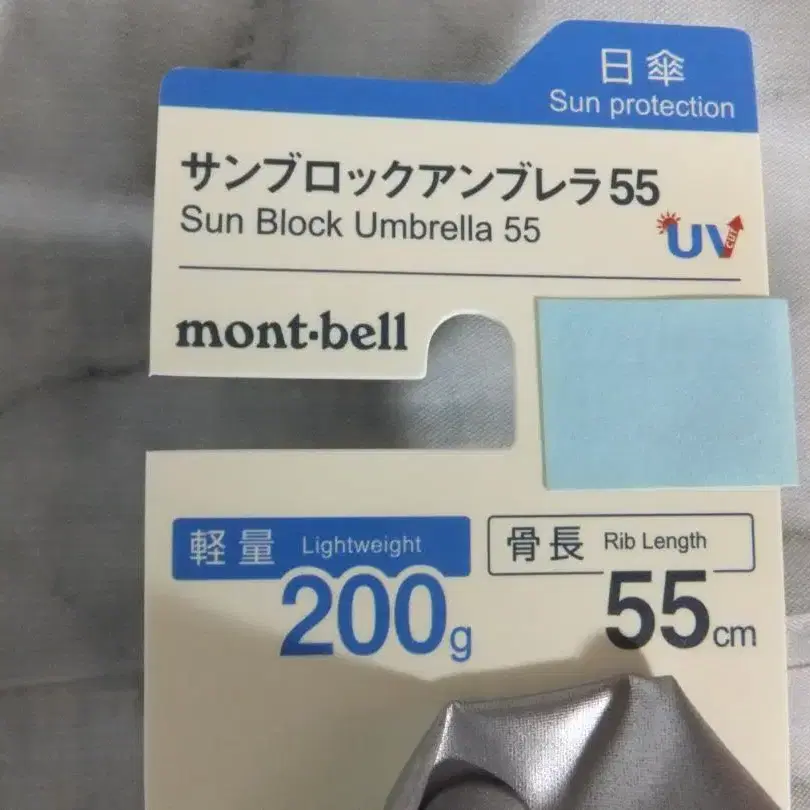 日傘
Sun protection
サンブロックアンブレラ55
Sun Block Umbrella 55
UV CUT
mont·bell
軽量 Lightweight
200g
骨長 Rib Length
55cm